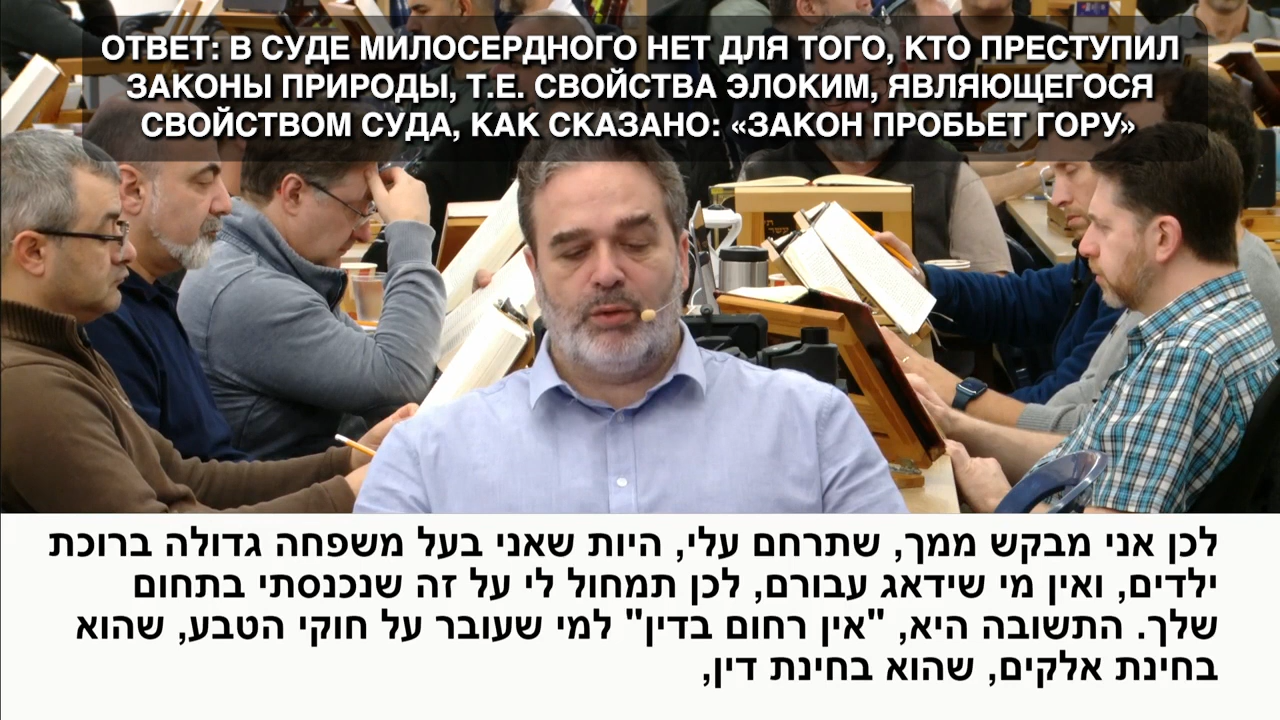 ОТВЕТ: В СУДЕ МИЛОСЕРДНОГО НЕТ ДЛЯ ТОГО, КТО ПРЕСТУПИЛ
ЗАКОНЫ ПРИРОДЫ, Т.Е. СВОЙСТВА ЭЛОКИМ, ЯВЛЯЮЩЕГОСЯ
СВОЙСТВОМ СУДА, КАК СКАЗАНО: «ЗАКОН ПРОБЬЕТ ГОРУ»
לכן אני מבקש ממך, שתרחם עלי, היות שאני בעל משפחה גדולה ברוכת
ילדים, ואין מי שידאג עבורם, לכן תמחול לי על זה שנכנסתי בתחום
שלך. התשובה היא, "אין רחום בדין" למי שעובר על חוקי הטבע, שהוא
בחינת אלקים, שהוא בחינת דין,